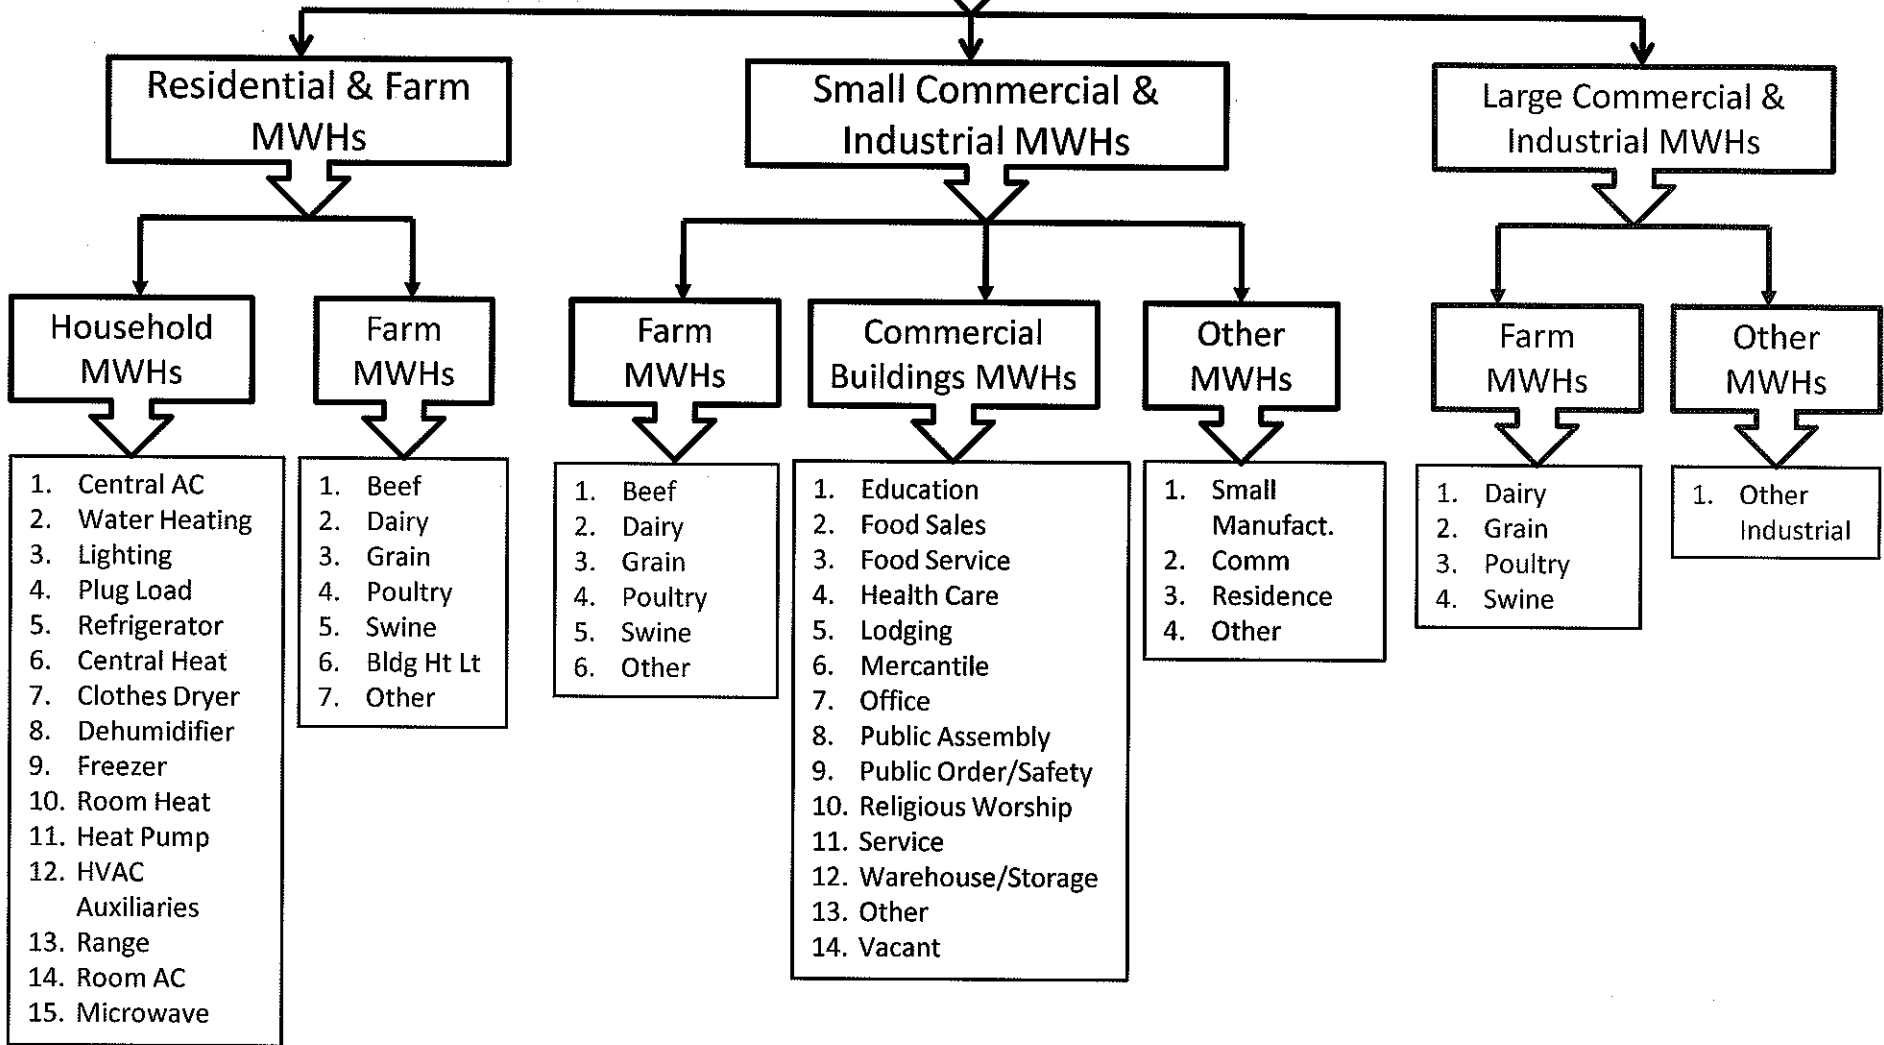 Residential & Farm
MWHs
Small Commercial &
Industrial MWHs
Large Commercial &
Industrial MWHs
Household
MWHs
Farm
MWHs
Farm
MWHs
Commercial
Buildings MWHs
Other
MWHs
Farm
MWHs
Other
MWHs
1. Central AC
2. Water Heating
3. Lighting
4. Plug Load
5. Refrigerator
6. Central Heat
7. Clothes Dryer
8. Dehumidifier
9. Freezer
10. Room Heat
11. Heat Pump
12. HVAC
Auxiliaries
13. Range
14. Room AC
15. Microwave
1. Beef
2. Dairy
3. Grain
4. Poultry
5. Swine
6. Bldg Ht Lt
7. Other
1. Beef
2. Dairy
3. Grain
4. Poultry
5. Swine
6. Other
1. Education
2. Food Sales
3. Food Service
4. Health Care
5. Lodging
6. Mercantile
7. Office
8. Public Assembly
9. Public Order/Safety
10. Religious Worship
11. Service
12. Warehouse/Storage
13. Other
14. Vacant
1. Small
Manufact.
2. Comm
3. Residence
4. Other
1. Dairy
2. Grain
3. Poultry
4. Swine
1. Other
Industrial